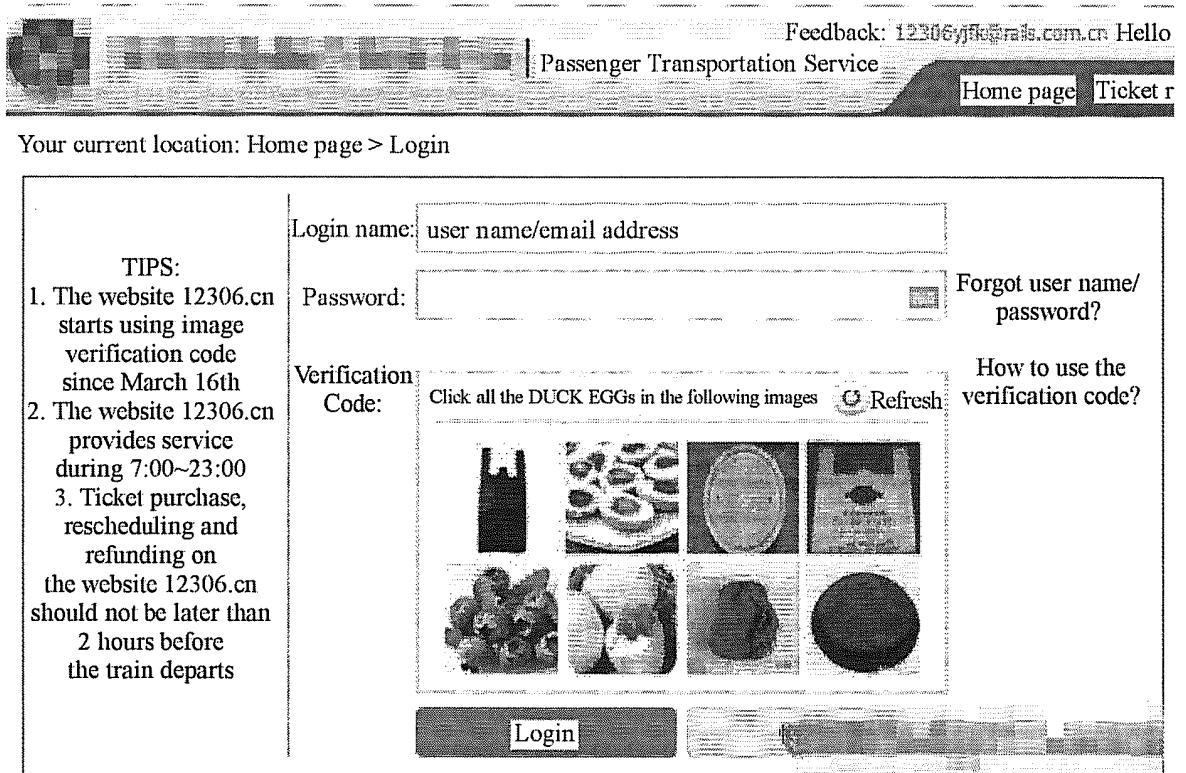 Feedback: 12306yjfk@rails.com.cn Hello
Passenger Transportation Service
Home page Ticket r
Your current location: Home page > Login
Login name: user name/email address
TIPS:
1. The website 12306.cn
starts using image
verification code
since March 16th
2. The website 12306.cn
provides service
during 7:00~23:00
3. Ticket purchase,
rescheduling and
refunding on
the website 12306.cn
should not be later than
2 hours before
the train departs
Password:
Forgot user name/
password?
Verification
Code:
Click all the DUCK EGGs in the following images
Refresh
How to use the
verification code?
Login